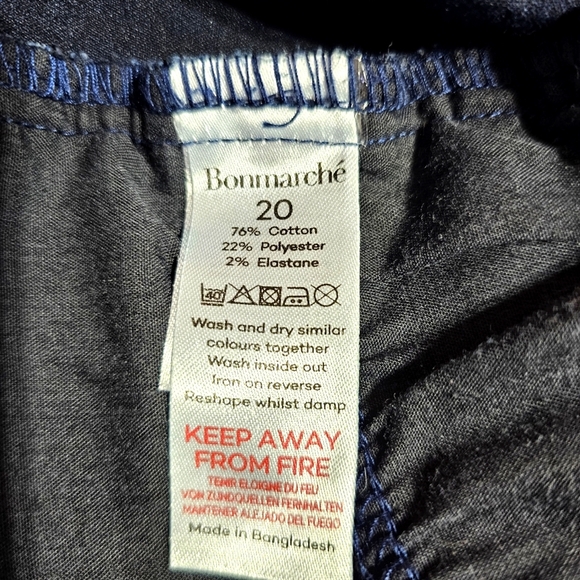 Bonmarché
20
76% Cotton
22% Polyester
2% Elastane
40
Wash and dry similar
colours together
Wash inside out
Iron on reverse
Reshape whilst damp
KEEP AWAY
FROM FIRE
TENIR ELOIGNE DU FEU
VON ZUNDQUELLEN FERNHALTEN
MANTENER ALEJADO DEL FUEGO
Made in Bangladesh